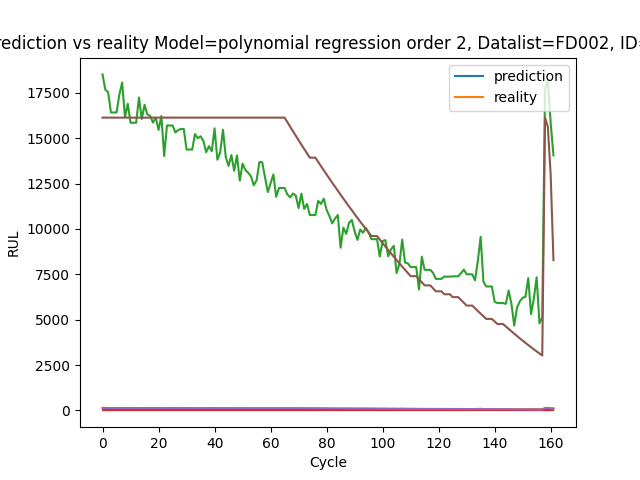 rediction vs reality Model=polynomial regression order 2, Datalist=FD002, ID=
prediction
reality
RUL
17500
15000
12500
10000
7500
5000
2500
0
0 20 40 60 80 100 120 140 160
Cycle